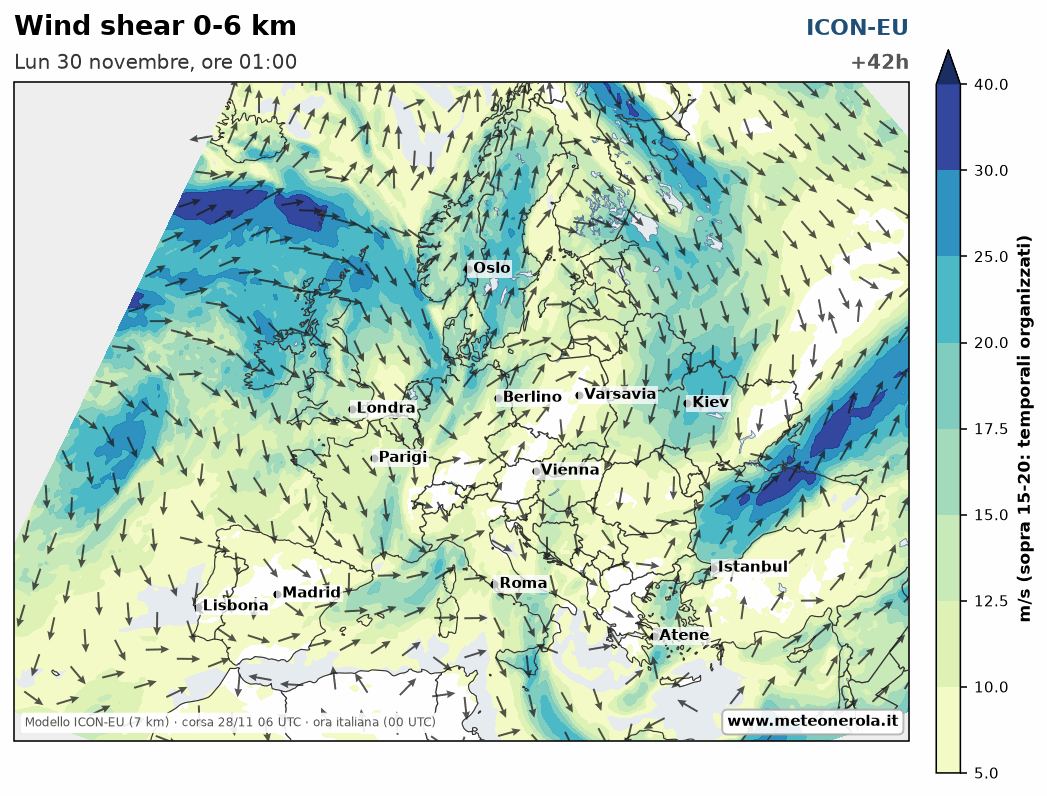 Wind shear 0-6 km
ICON-EU
Lun 30 novembre, ore 01:00
+42h
40.0
30.0
25.0
20.0
17.5
15.0
12.5
10.0
5.0
m/s (sopra 15-20: temporali organizzati)
Oslo
Berlino
Varsavia
Kiev
Londra
Parigi
Vienna
Istanbul
Roma
Madrid
Lisbona
Atene
Modello ICON-EU (7 km) · corsa 28/11 06 UTC · ora italiana (00 UTC)
www.meteonerola.it